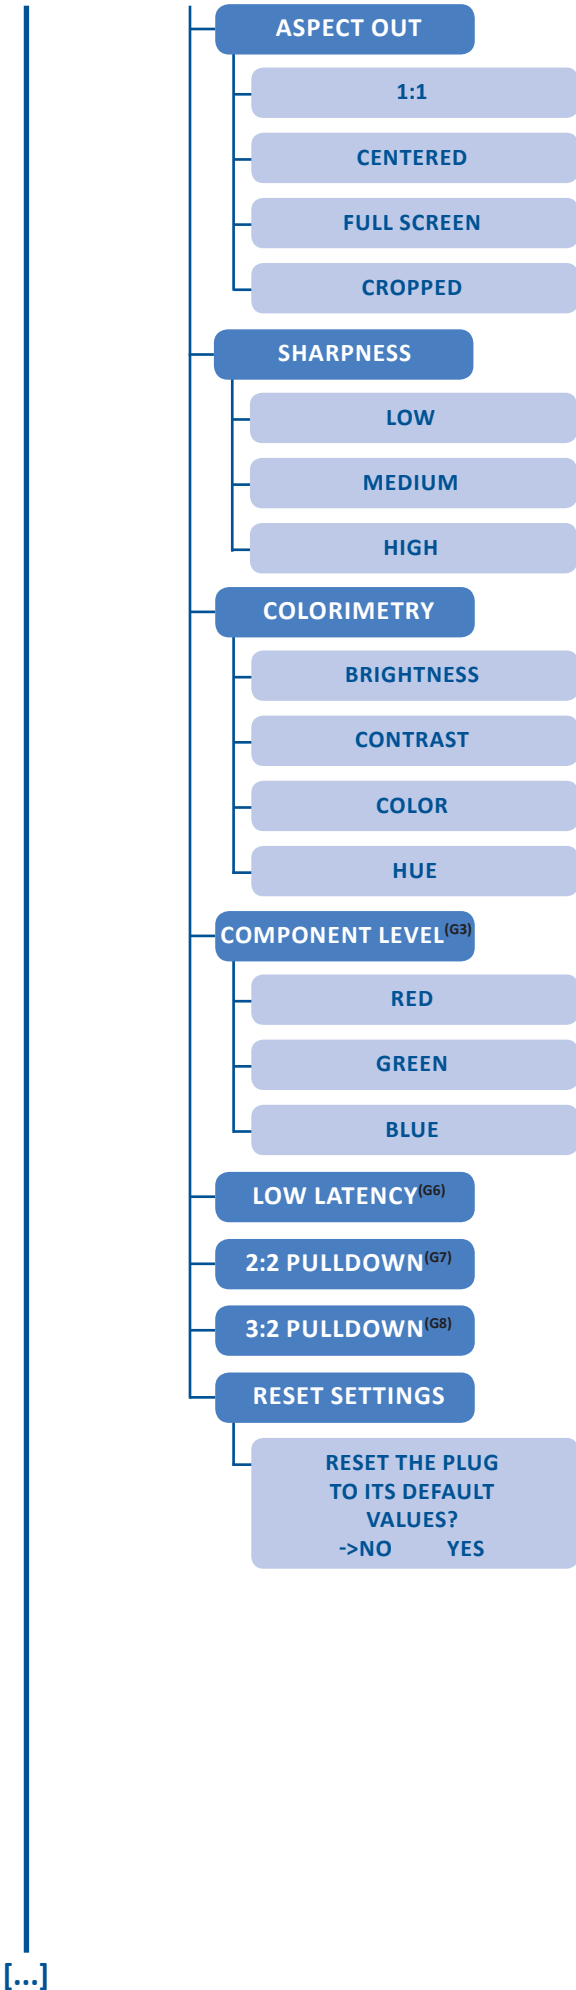 ASPECT OUT
1:1
CENTERED
FULL SCREEN
CROPPED
SHARPNESS
LOW
MEDIUM
HIGH
COLORIMETRY
BRIGHTNESS
CONTRAST
COLOR
HUE
COMPONENT LEVEL(G3)
RED
GREEN
BLUE
LOW LATENCY(G6)
2:2 PULLDOWN(G7)
3:2 PULLDOWN(G8)
RESET SETTINGS
RESET THE PLUG
TO ITS DEFAULT
VALUES?
->NO YES
[...]